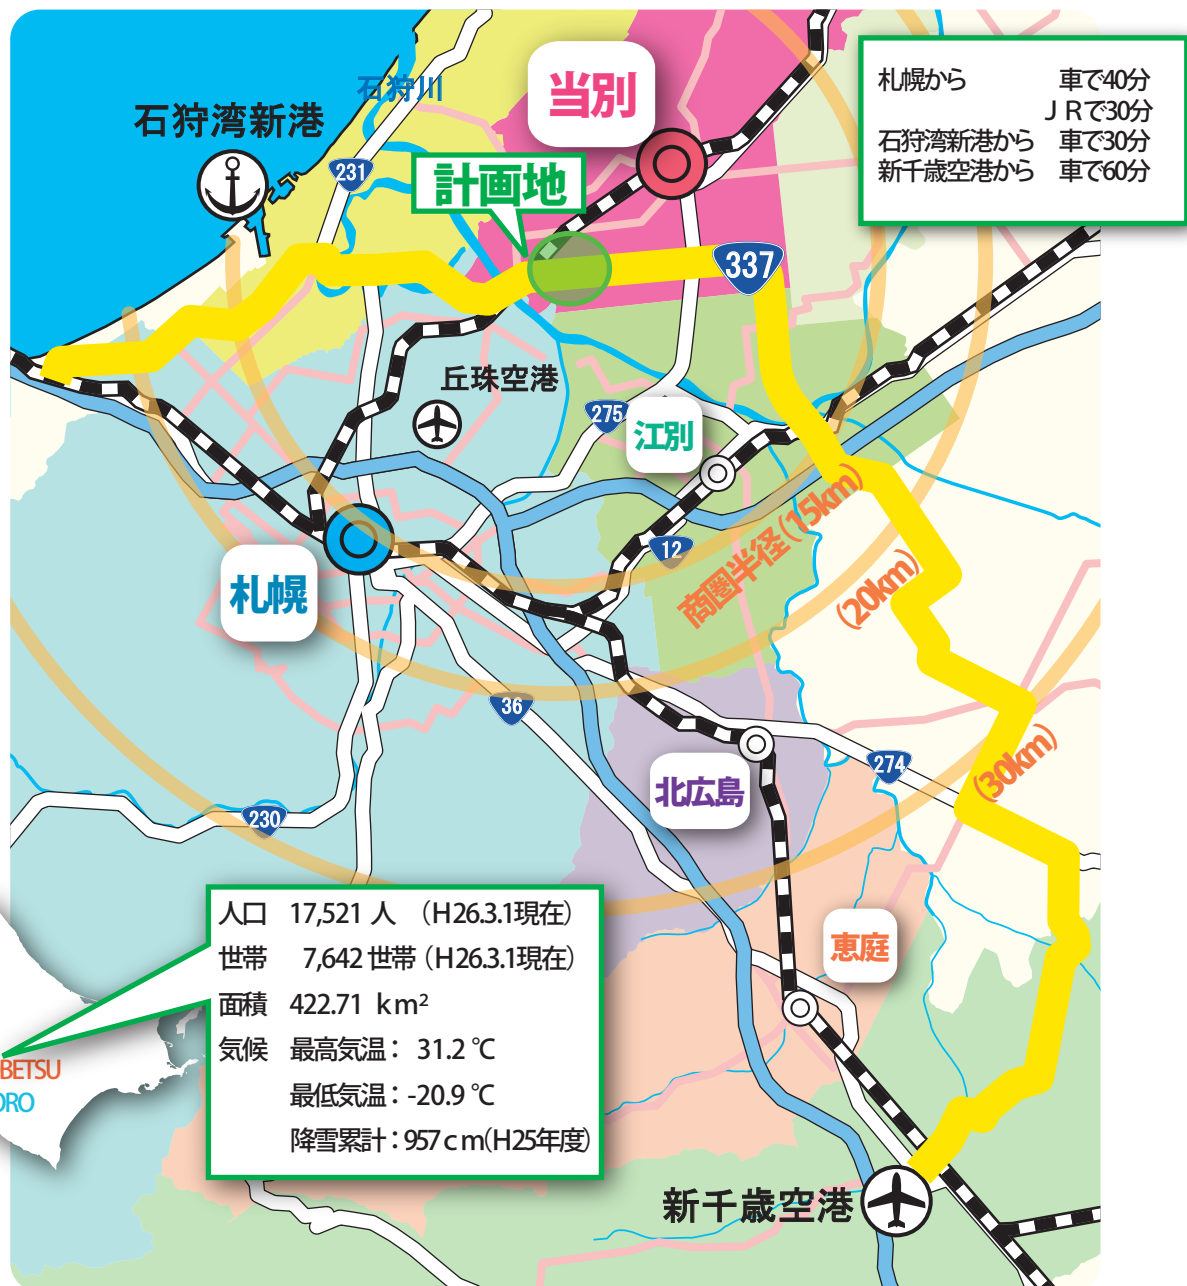 石狩川
当別
石狩湾新港
231
計画地
札幌から 車で40分
ＪＲで30分
石狩湾新港から 車で30分
新千歳空港から 車で60分
337
丘珠空港
275
江別
12
商圏半径(15km)
(20km)
(30km)
札幌
36
北広島
274
230
恵庭
人口 17,521 人 （H26.3.1現在）
世帯 7,642 世帯（H26.3.1現在）
面積 422.71 km²
気候 最高気温： 31.2 ℃
最低気温：-20.9 ℃
降雪累計：957ｃｍ(H25年度)
BETSU
ORO
新千歳空港